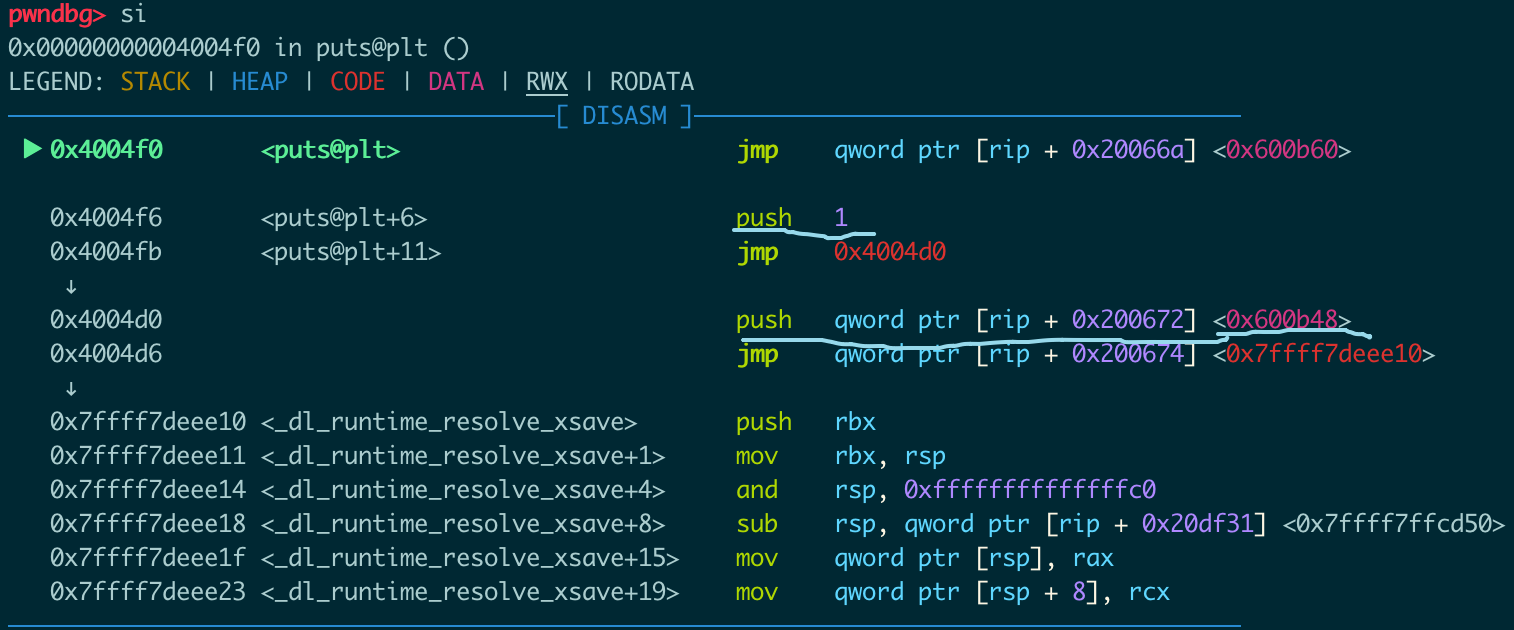 pwndbg> si
0x00000000004004f0 in puts@plt ()
LEGEND: STACK | HEAP | CODE | DATA | RWX | RODATA
[ DISASM ]
► 0x4004f0 <puts@plt> jmp qword ptr [rip + 0x20066a] <0x600b60>
0x4004f6 <puts@plt+6> push 1
0x4004fb <puts@plt+11> jmp 0x4004d0
↓
0x4004d0 push qword ptr [rip + 0x200672] <0x600b48>
0x4004d6 jmp qword ptr [rip + 0x200674] <0x7ffff7deee10>
↓
0x7ffff7deee10 <_dl_runtime_resolve_xsave> push rbx
0x7ffff7deee11 <_dl_runtime_resolve_xsave+1> mov rbx, rsp
0x7ffff7deee14 <_dl_runtime_resolve_xsave+4> and rsp, 0xffffffffffffffc0
0x7ffff7deee18 <_dl_runtime_resolve_xsave+8> sub rsp, qword ptr [rip + 0x20df31] <0x7ffff7ffcd50>
0x7ffff7deee1f <_dl_runtime_resolve_xsave+15> mov qword ptr [rsp], rax
0x7ffff7deee23 <_dl_runtime_resolve_xsave+19> mov qword ptr [rsp + 8], rcx